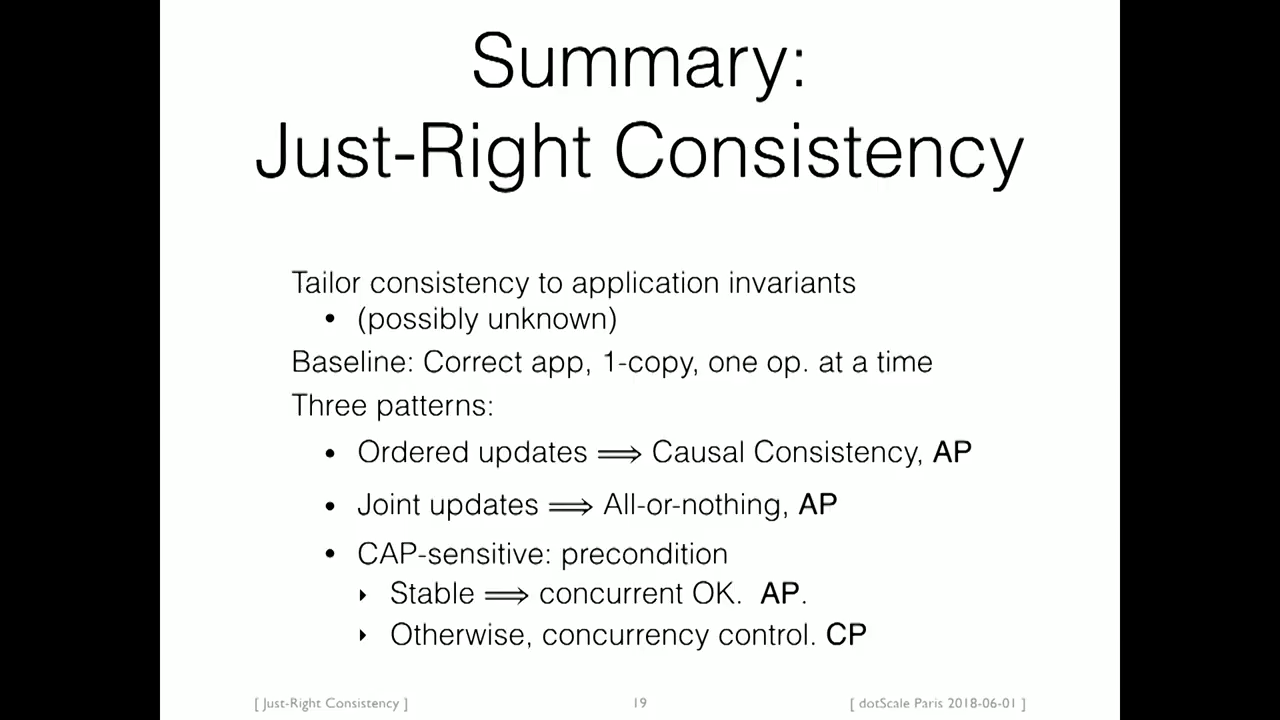 Summary:
Just-Right Consistency
Tailor consistency to application invariants
• (possibly unknown)
Baseline: Correct app, 1-copy, one op. at a time
Three patterns:
• Ordered updates ⟹ Causal Consistency, AP
• Joint updates ⟹ All-or-nothing, AP
• CAP-sensitive: precondition
‣ Stable ⟹ concurrent OK. AP.
‣ Otherwise, concurrency control. CP
[ Just-Right Consistency ]
19
[ dotScale Paris 2018-06-01 ]